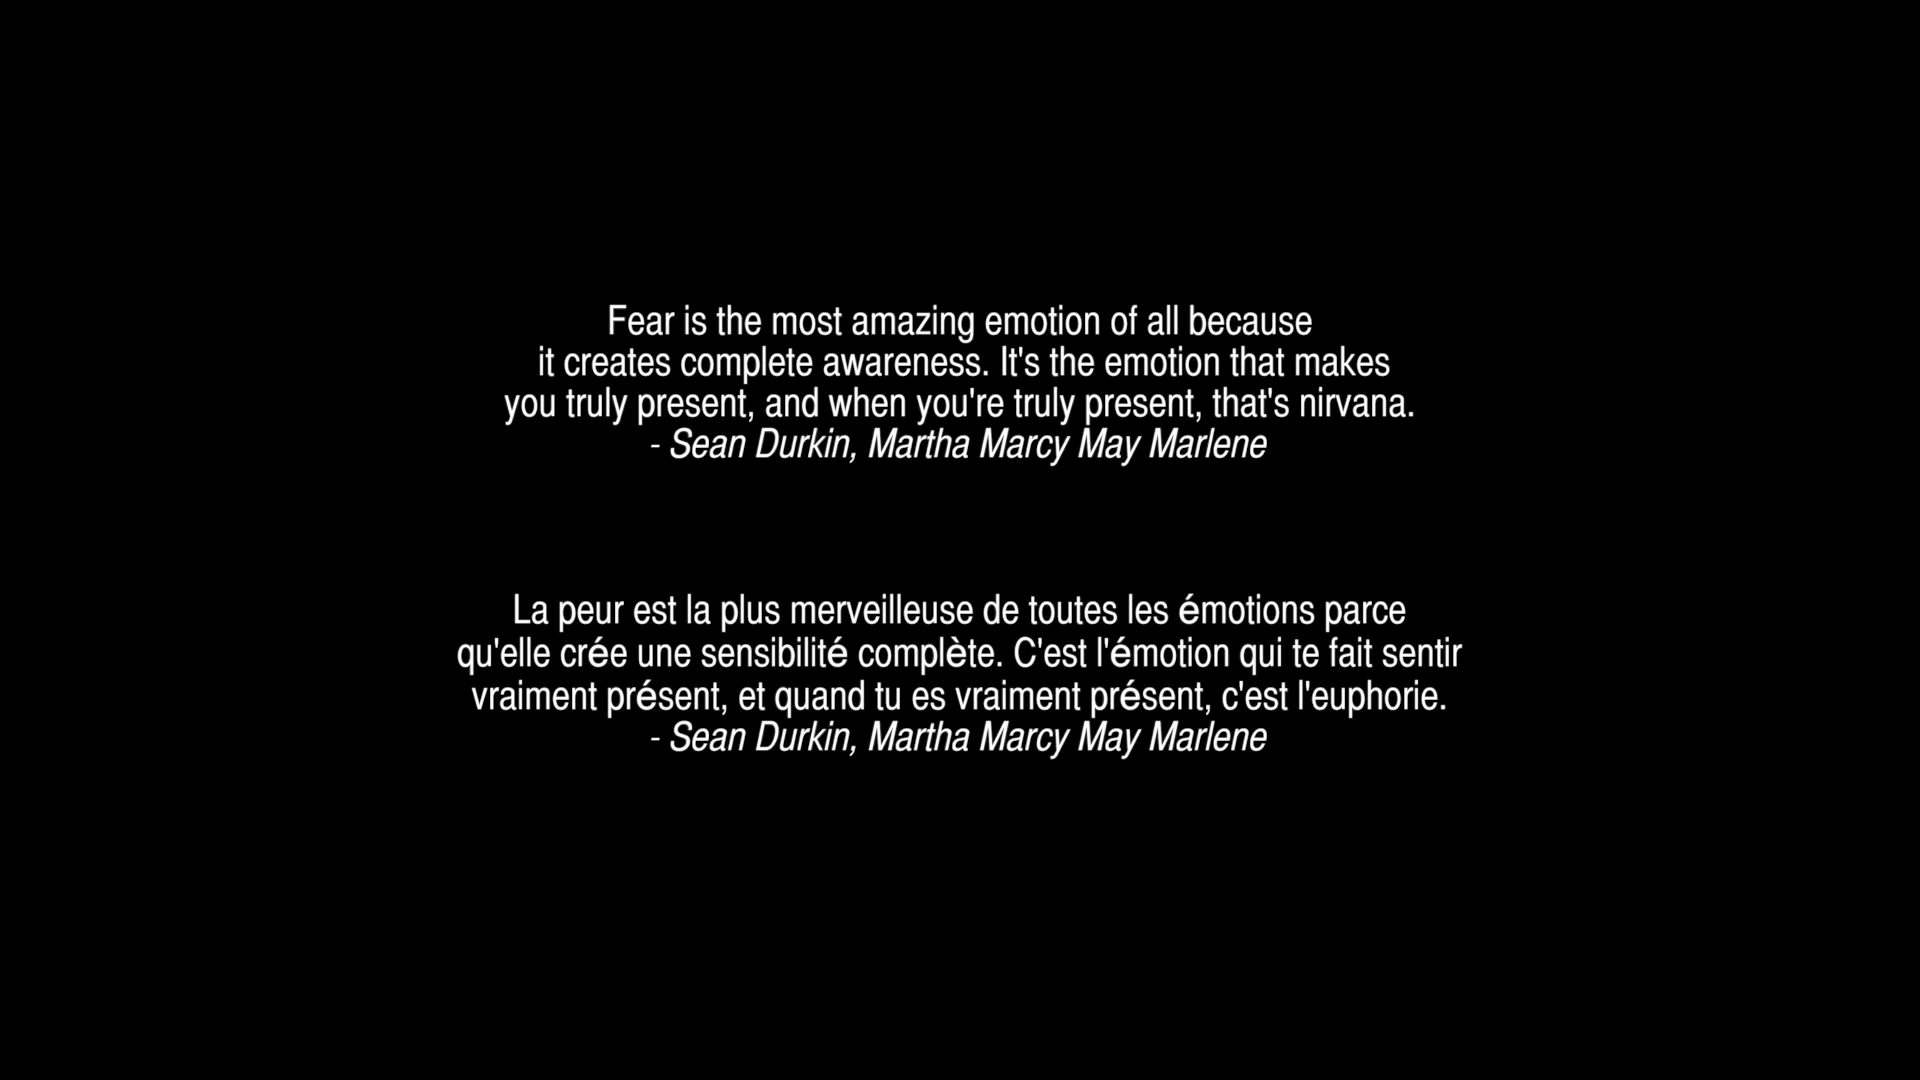 Fear is the most amazing emotion of all because
it creates complete awareness. It's the emotion that makes
you truly present, and when you're truly present, that's nirvana.
- Sean Durkin, Martha Marcy May Marlene
La peur est la plus merveilleuse de toutes les émotions parce
qu'elle crée une sensibilité complète. C'est l'émotion qui te fait sentir
vraiment présent, et quand tu es vraiment présent, c'est l'euphorie.
- Sean Durkin, Martha Marcy May Marlene